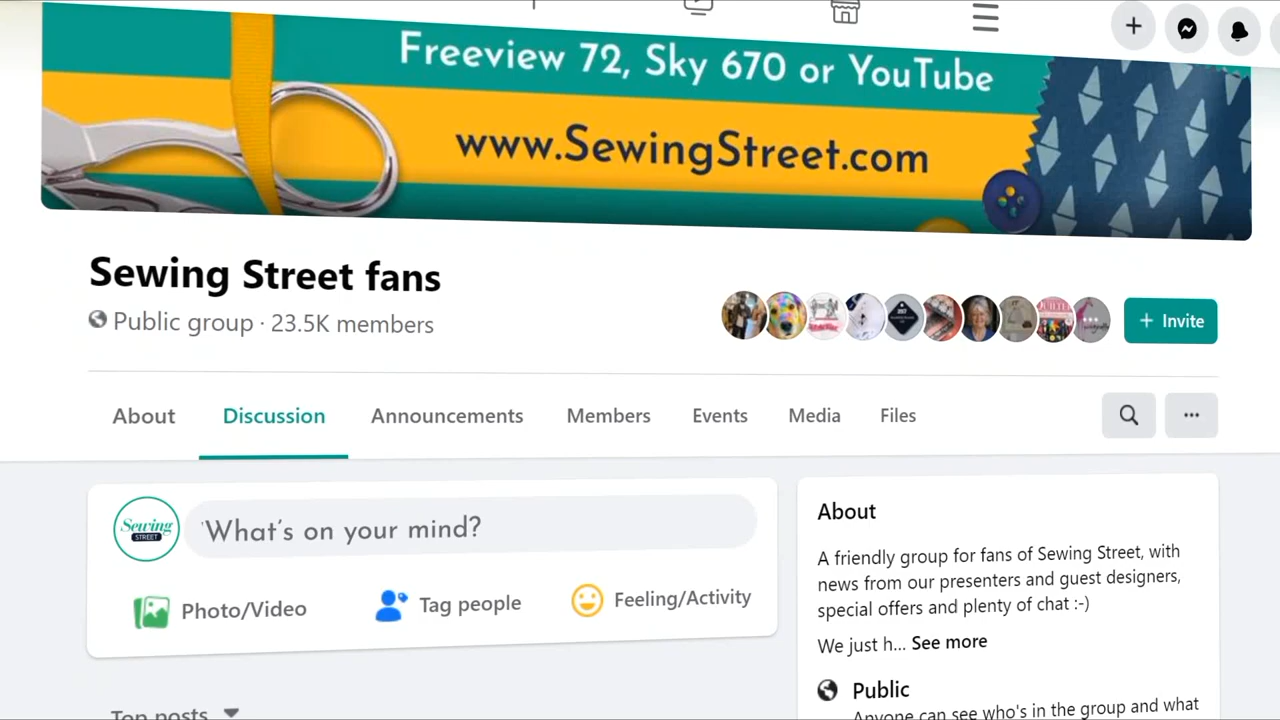 Freeview 72, Sky 670 or YouTube
www.SewingStreet.com
Sewing Street fans
Public group · 23.5K members
+ Invite
About
Discussion
Announcements
Members
Events
Media
Files
Sewing
STREET
What's on your mind?
Photo/Video
Tag people
Feeling/Activity
Top posts
About
A friendly group for fans of Sewing Street, with
news from our presenters and guest designers,
special offers and plenty of chat :-)
We just h... See more
Public
Anyone can see who's in the group and what